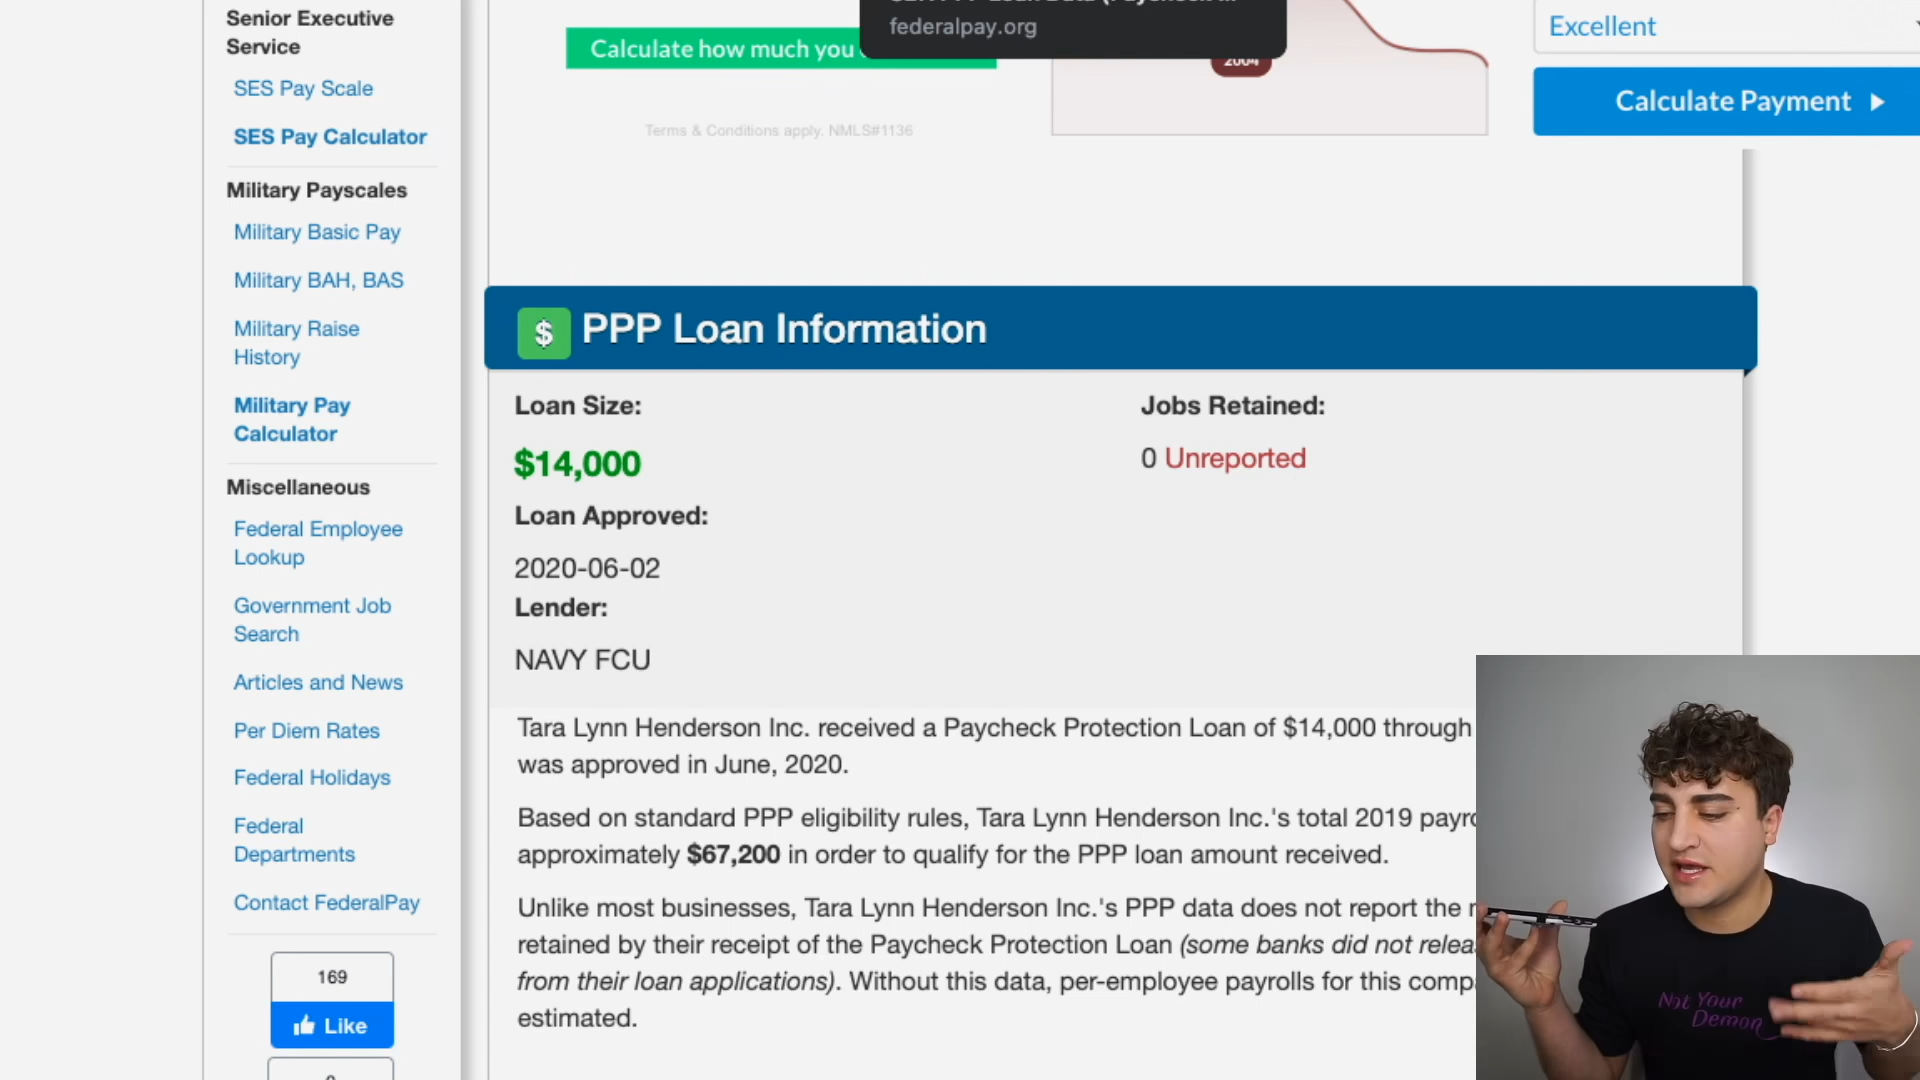 Senior Executive
Service
SES Pay Scale
SES Pay Calculator
Military Payscales
Military Basic Pay
Military BAH, BAS
Military Raise
History
Military Pay
Calculator
Miscellaneous
Federal Employee
Lookup
Government Job
Search
Articles and News
Per Diem Rates
Federal Holidays
Federal
Departments
Contact FederalPay
169
Like
Calculate how much you
Terms & Conditions apply. NMLS#1136
federalpay.org
2004
Excellent
Calculate Payment
$ PPP Loan Information
Loan Size:
$14,000
Loan Approved:
2020-06-02
Lender:
NAVY FCU
Jobs Retained:
0 Unreported
Tara Lynn Henderson Inc. received a Paycheck Protection Loan of $14,000 through
was approved in June, 2020.
Based on standard PPP eligibility rules, Tara Lynn Henderson Inc.'s total 2019
approximately $67,200 in order to qualify for the PPP loan amount received.
Unlike most businesses, Tara Lynn Henderson Inc.'s PPP data does not report the
retained by their receipt of the Paycheck Protection Loan (some banks did not
from their loan applications). Without this data, per-employee payrolls for this
estimated.
Not Your
Demon